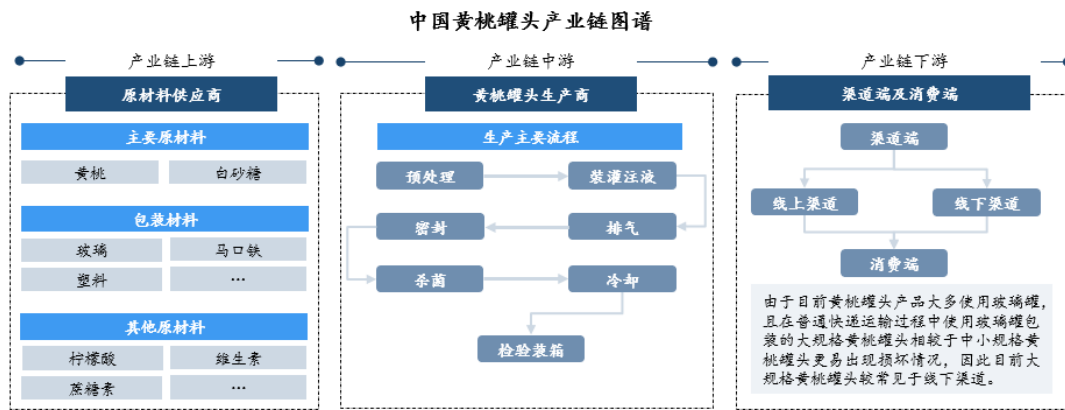 中国黄桃罐头产业链图谱
产业链上游
原材料供应商
主要原材料
黄桃
白砂糖
包装材料
玻璃
马口铁
塑料
…
其他原材料
柠檬酸
维生素
蔗糖素
…
产业链中游
黄桃罐头生产商
生产主要流程
预处理
装灌注液
密封
排气
杀菌
冷却
检验装箱
产业链下游
渠道端及消费端
渠道端
线上渠道
线下渠道
消费端
由于目前黄桃罐头产品大多使用玻璃罐，
且在普通快递运输过程中使用玻璃罐包
装的大规格黄桃罐头相较于中小规格黄
桃罐头更易出现损坏情况，因此目前大
规格黄桃罐头较常见于线下渠道。